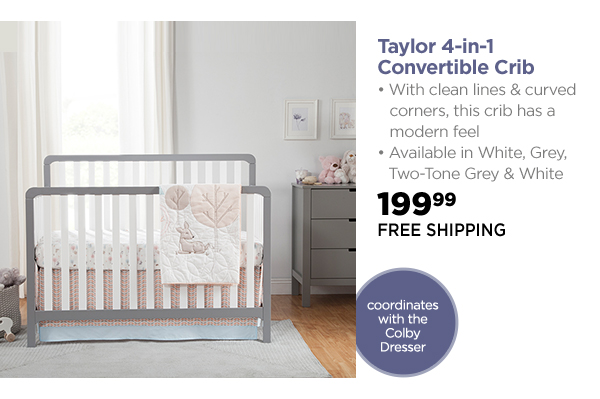 Taylor 4-in-1
Convertible Crib
• With clean lines & curved
corners, this crib has a
modern feel
• Available in White, Grey,
Two-Tone Grey & White
199⁹⁹
FREE SHIPPING
coordinates
with the
Colby
Dresser